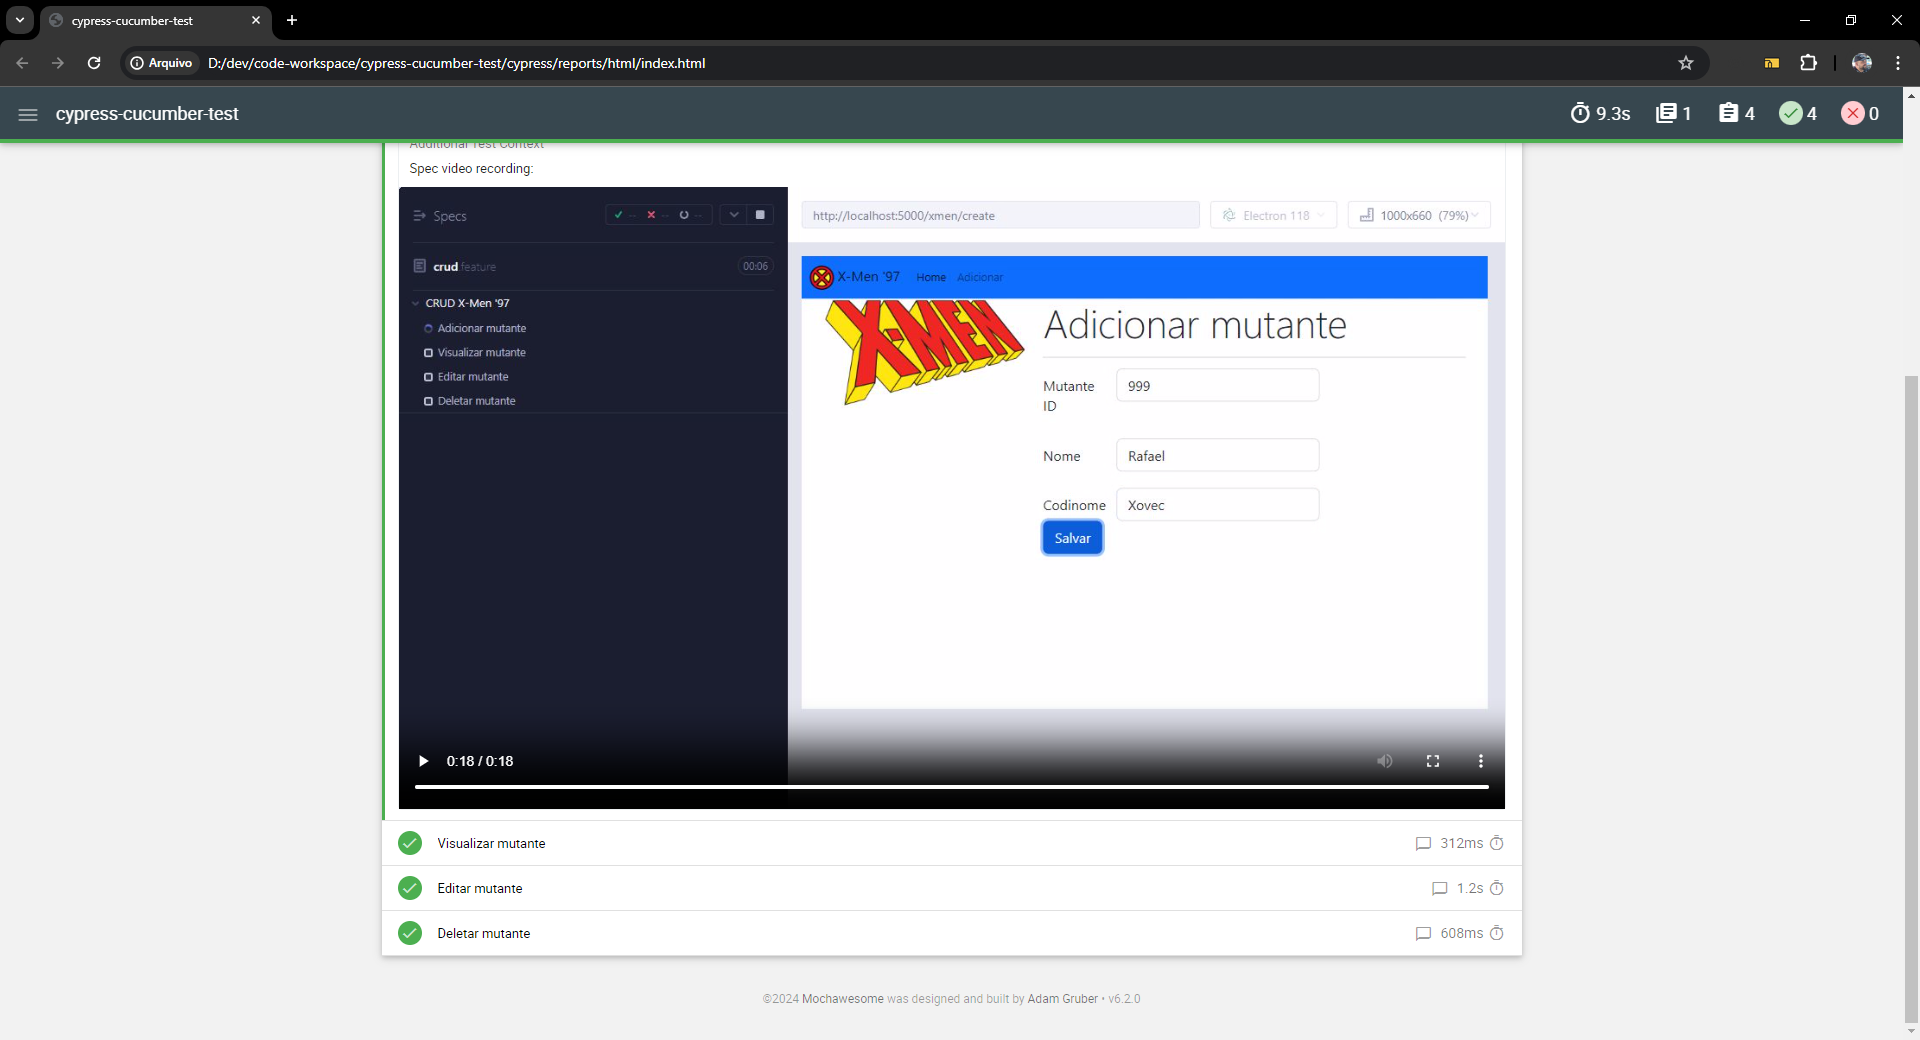 cypress-cucumber-test
Arquivo D:/dev/code-workspace/cypress-cucumber-test/cypress/reports/html/index.html
cypress-cucumber-test 9.3s 1 4 4 0
Additional Test Context
Spec video recording:
Specs -- -- --
http://localhost:5000/xmen/create Electron 118 1000x660 (79%)
crud feature 00:06
X-Men '97 Home Adicionar
CRUD X-Men '97
Adicionar mutante
Visualizar mutante
Editar mutante
Deletar mutante
X-MEN
Adicionar mutante
Mutante ID 999
Nome Rafael
Codinome Xovec
Salvar
0:18 / 0:18
Visualizar mutante 312ms
Editar mutante 1.2s
Deletar mutante 608ms
©2024 Mochawesome was designed and built by Adam Gruber • v6.2.0